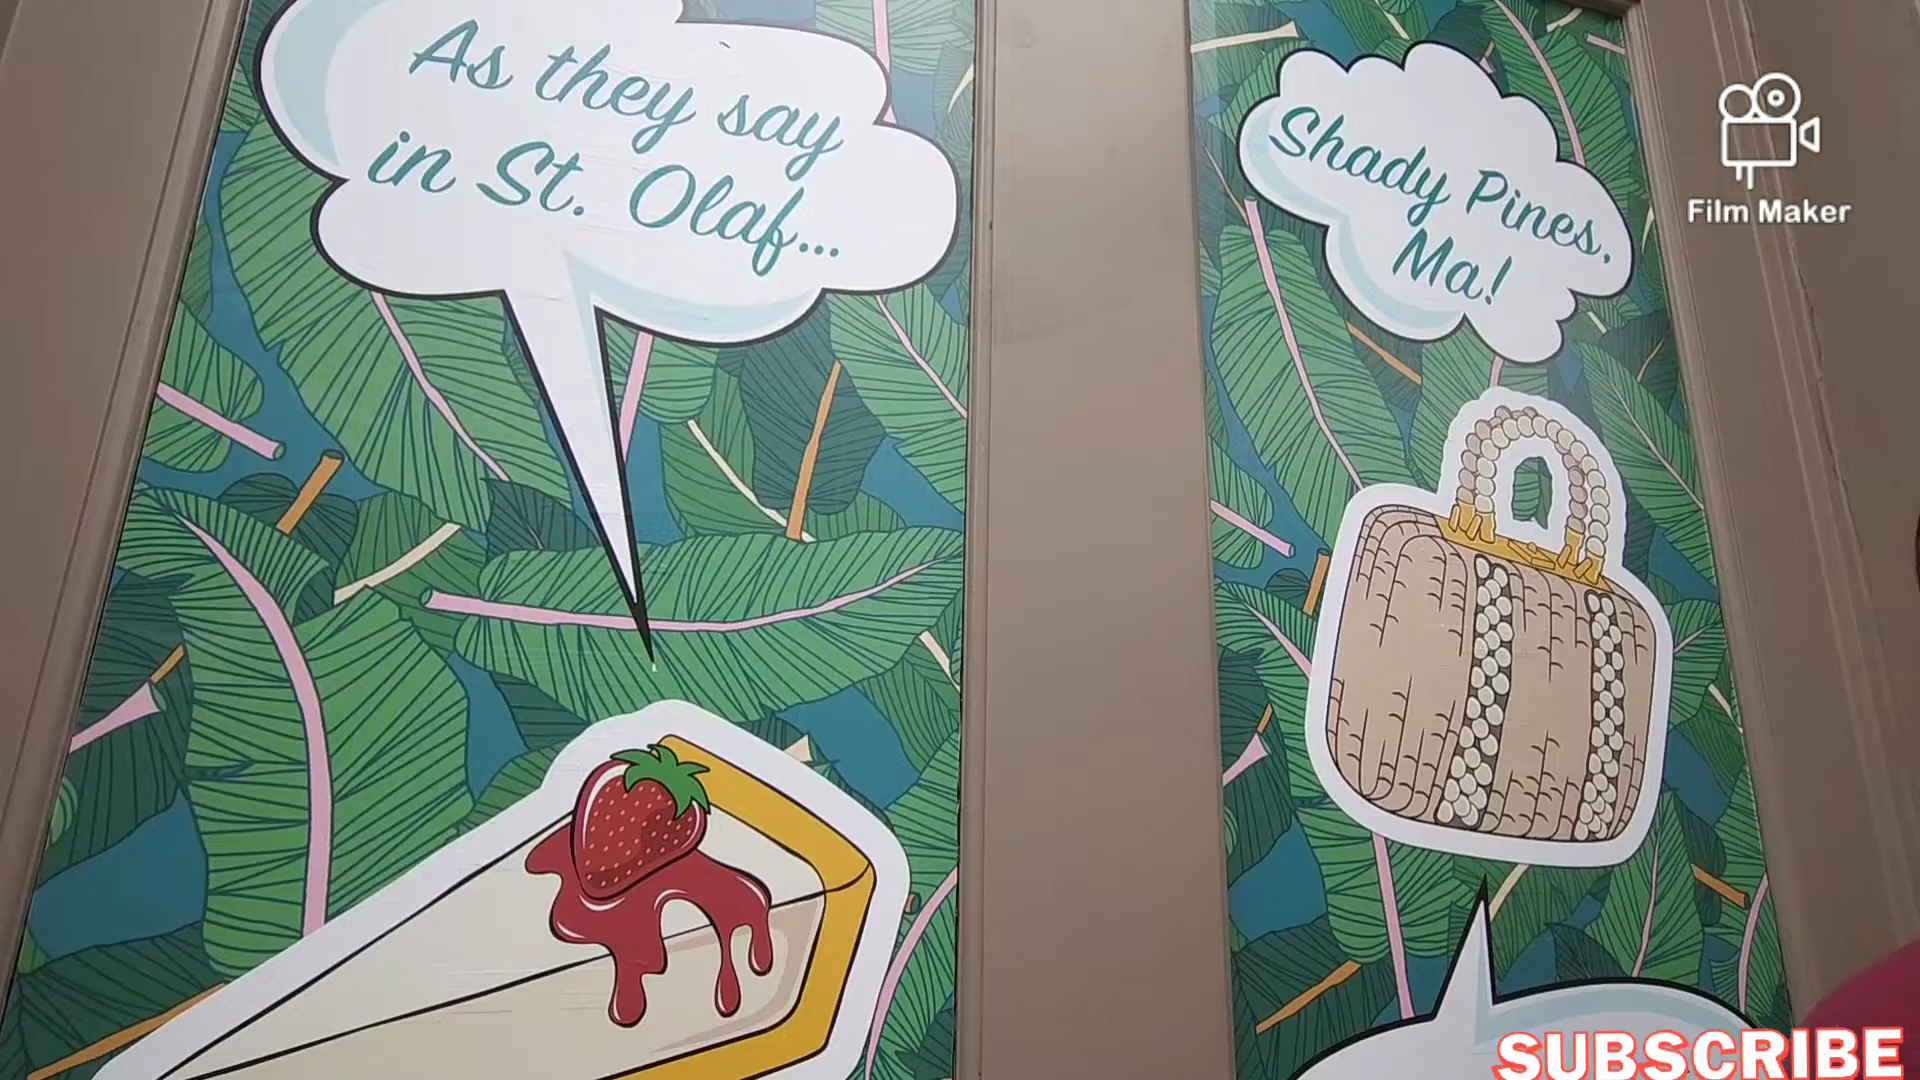 As they say
in St. Olaf...
Shady Pines,
Ma!
Film Maker
SUBSCRIBE